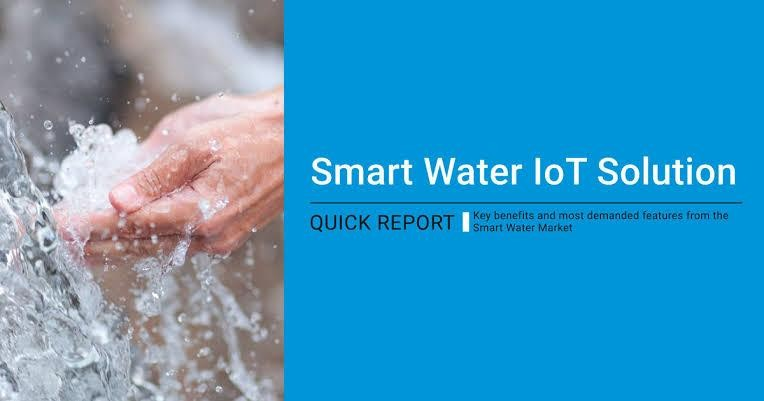 Smart Water IoT Solution
QUICK REPORT
Key benefits and most demanded features from the
Smart Water Market